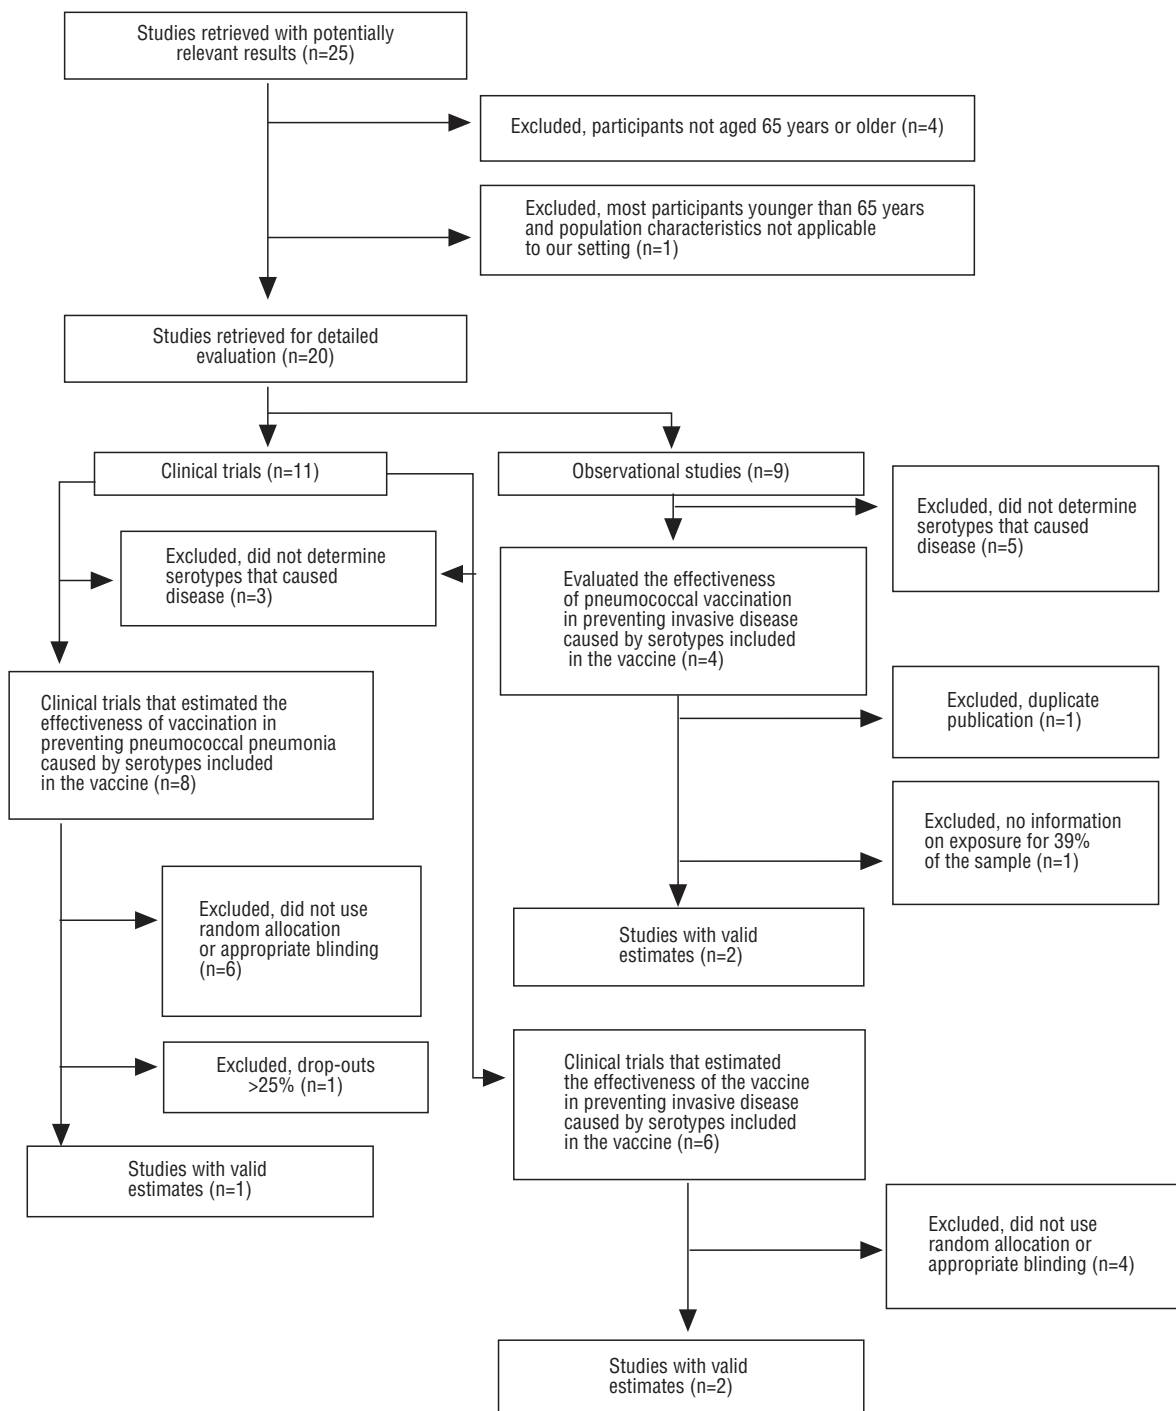 Studies retrieved with potentially
relevant results (n=25)
Excluded, participants not aged 65 years or older (n=4)
Excluded, most participants younger than 65 years
and population characteristics not applicable
to our setting (n=1)
Studies retrieved for detailed
evaluation (n=20)
Clinical trials (n=11)
Observational studies (n=9)
Excluded, did not determine
serotypes that caused
disease (n=5)
Excluded, did not determine
serotypes that caused
disease (n=3)
Evaluated the effectiveness
of pneumococcal vaccination
in preventing invasive disease
caused by serotypes included
in the vaccine (n=4)
Clinical trials that estimated the
effectiveness of vaccination in
preventing pneumococcal pneumonia
caused by serotypes included
in the vaccine (n=8)
Excluded, duplicate
publication (n=1)
Excluded, no information
on exposure for 39%
of the sample (n=1)
Excluded, did not use
random allocation
or appropriate blinding
(n=6)
Studies with valid
estimates (n=2)
Excluded, drop-outs
>25% (n=1)
Clinical trials that estimated
the effectiveness of the vaccine
in preventing invasive disease
caused by serotypes included
in the vaccine (n=6)
Studies with valid
estimates (n=1)
Excluded, did not use
random allocation or
appropriate blinding (n=4)
Studies with valid
estimates (n=2)